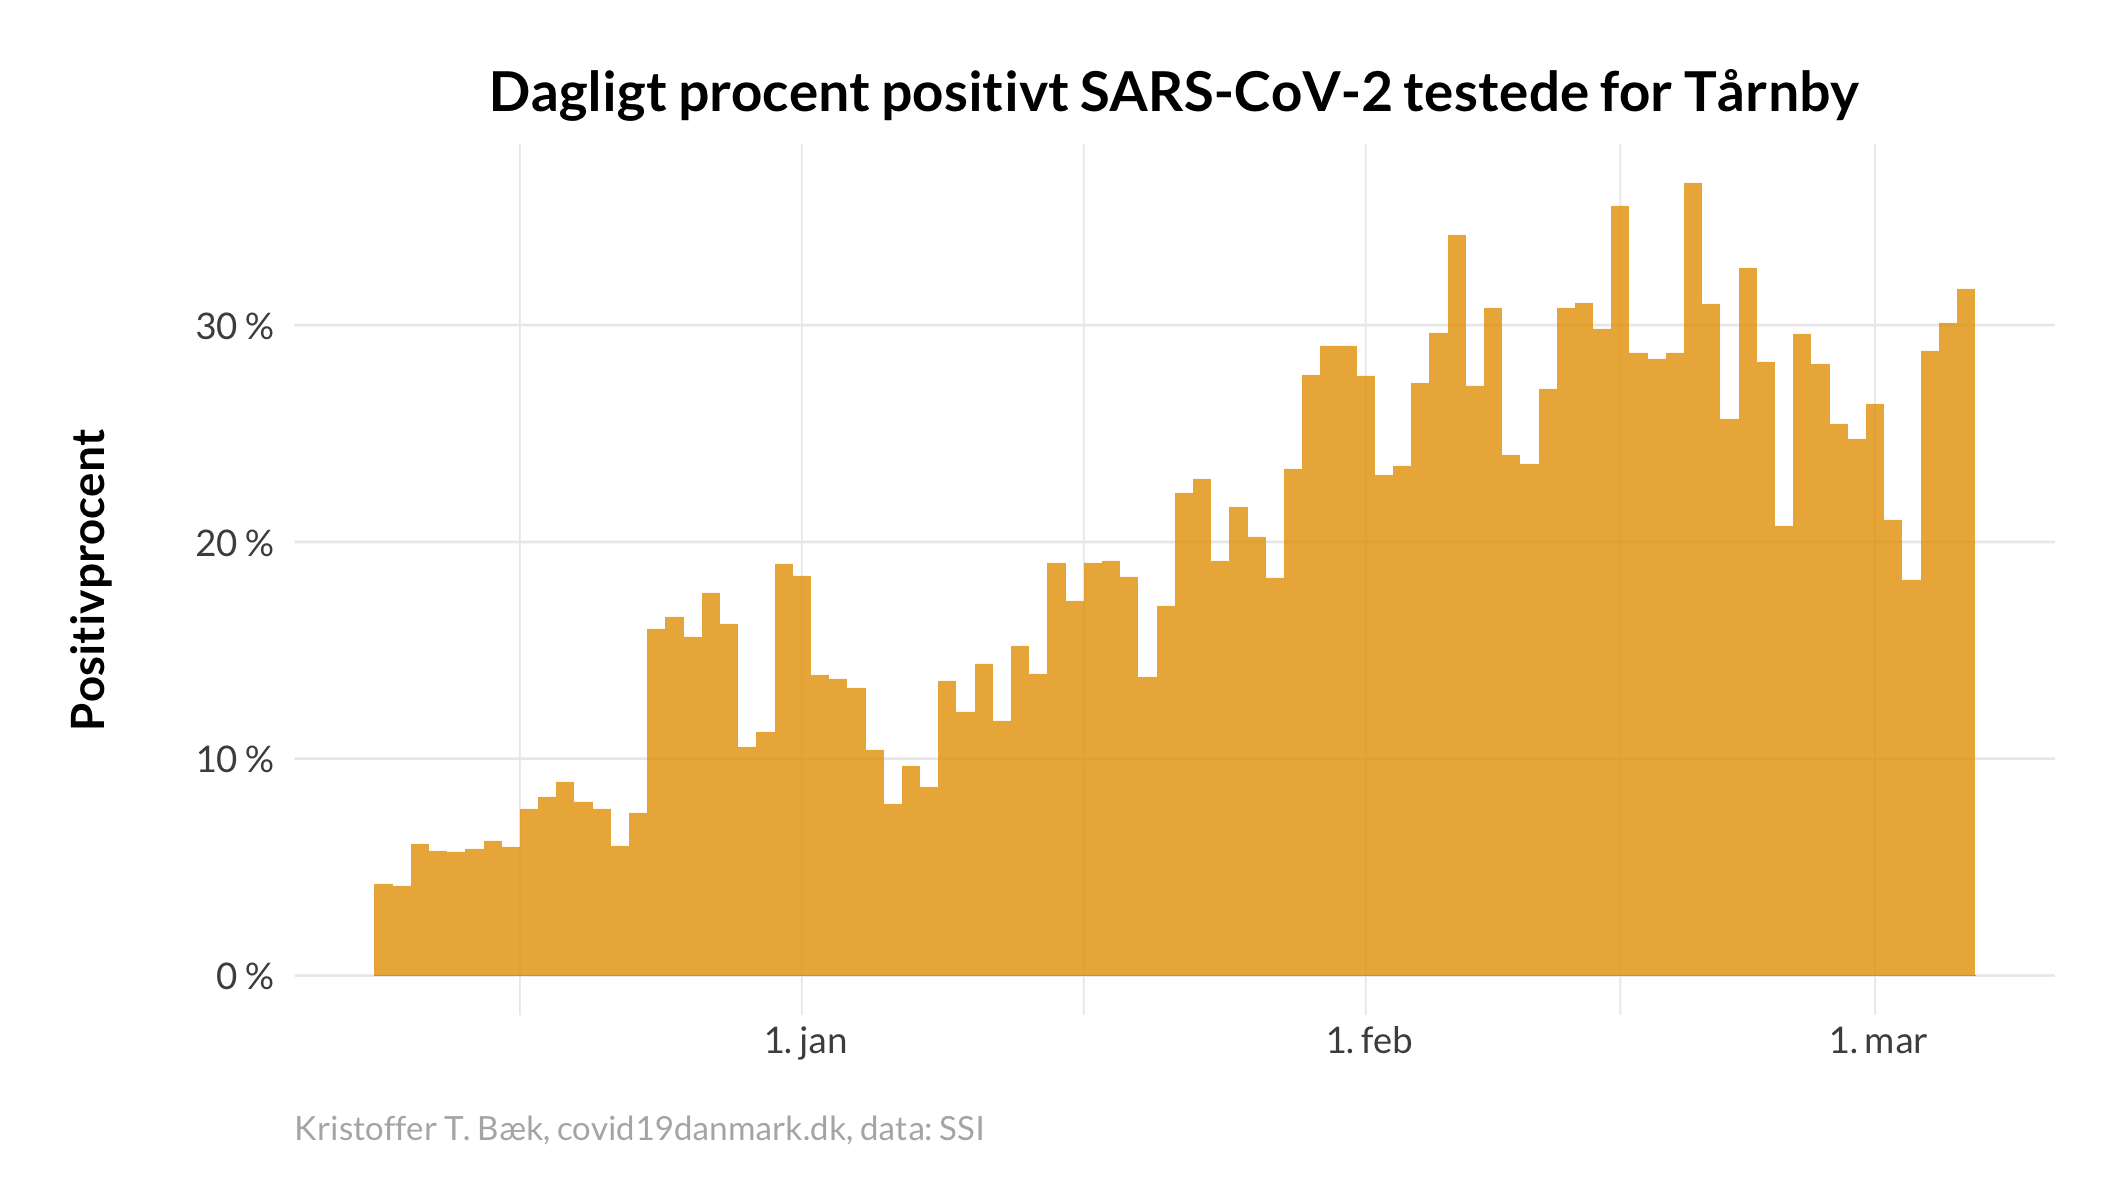 Dagligt procent positivt SARS-CoV-2 testede for Tårnby
Positivprocent
30 %
20 %
10 %
0 %
1. jan
1. feb
1. mar
Kristoffer T. Bæk, covid19danmark.dk, data: SSI